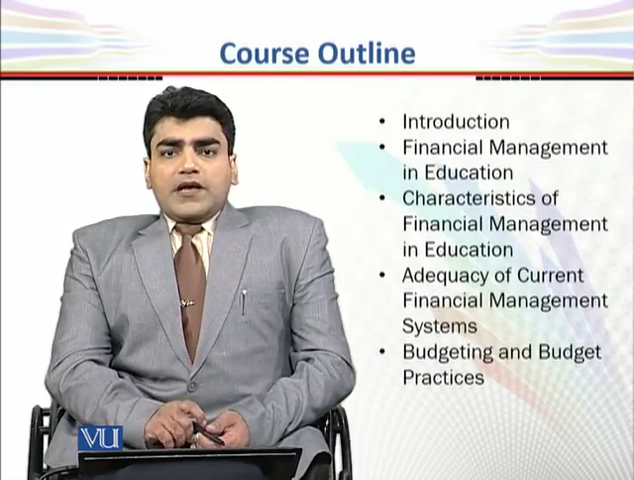 Course Outline
• Introduction
• Financial Management
in Education
• Characteristics of
Financial Management
in Education
• Adequacy of Current
Financial Management
Systems
• Budgeting and Budget
Practices
VU